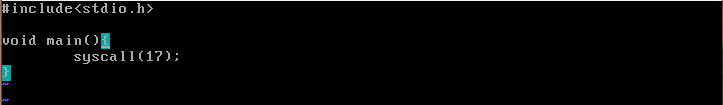 #include<stdio.h>
void main(){
        syscall(17);
}
~
~